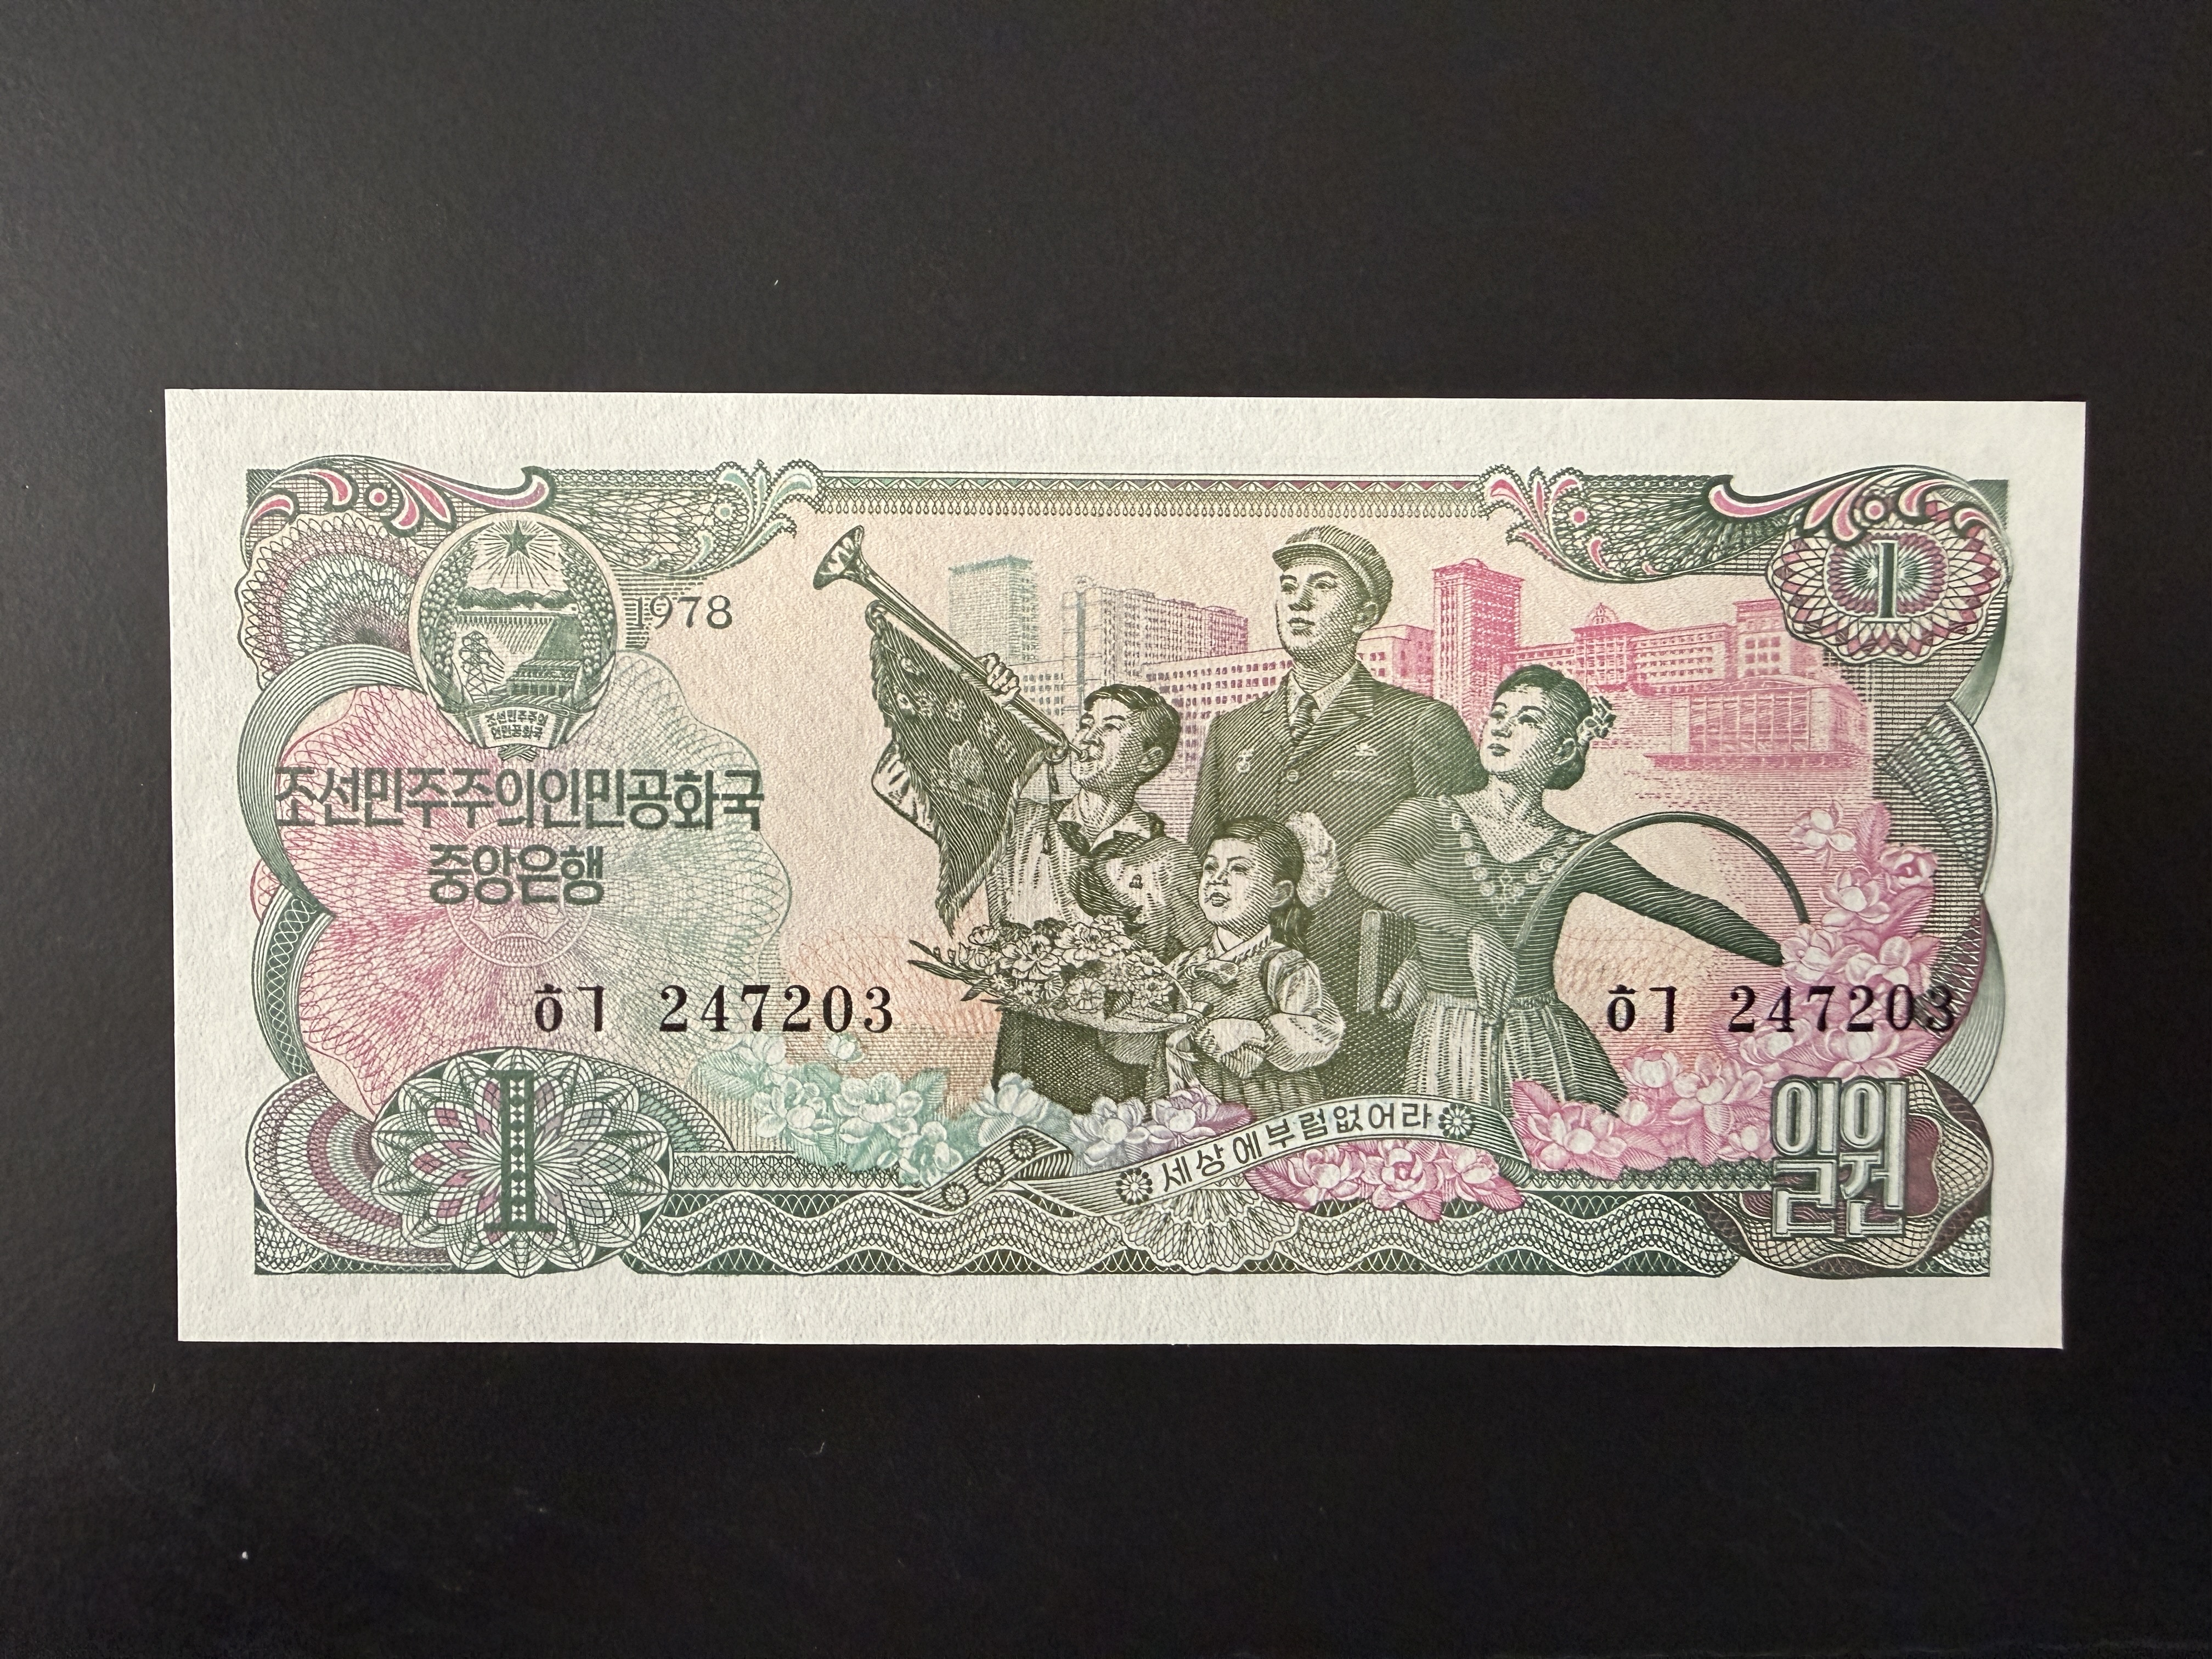 1978
1
조선민주주의
인민공화국
조선민주주의인민공화국
중앙은행
ㅎㄱ 247203
ㅎㄱ 247203
1
세상에 부럼없어라
일원